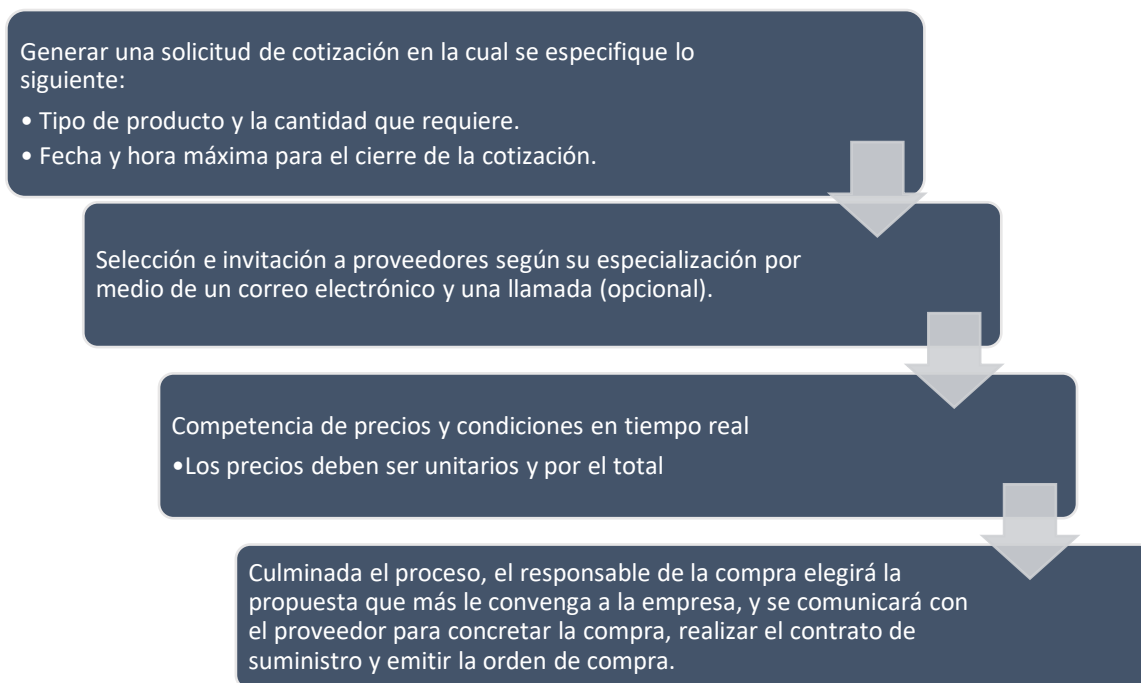 Generar una solicitud de cotización en la cual se especifique lo
siguiente:
• Tipo de producto y la cantidad que requiere.
• Fecha y hora máxima para el cierre de la cotización.
Selección e invitación a proveedores según su especialización por
medio de un correo electrónico y una llamada (opcional).
Competencia de precios y condiciones en tiempo real
•Los precios deben ser unitarios y por el total
Culminada el proceso, el responsable de la compra elegirá la
propuesta que más le convenga a la empresa, y se comunicará con
el proveedor para concretar la compra, realizar el contrato de
suministro y emitir la orden de compra.